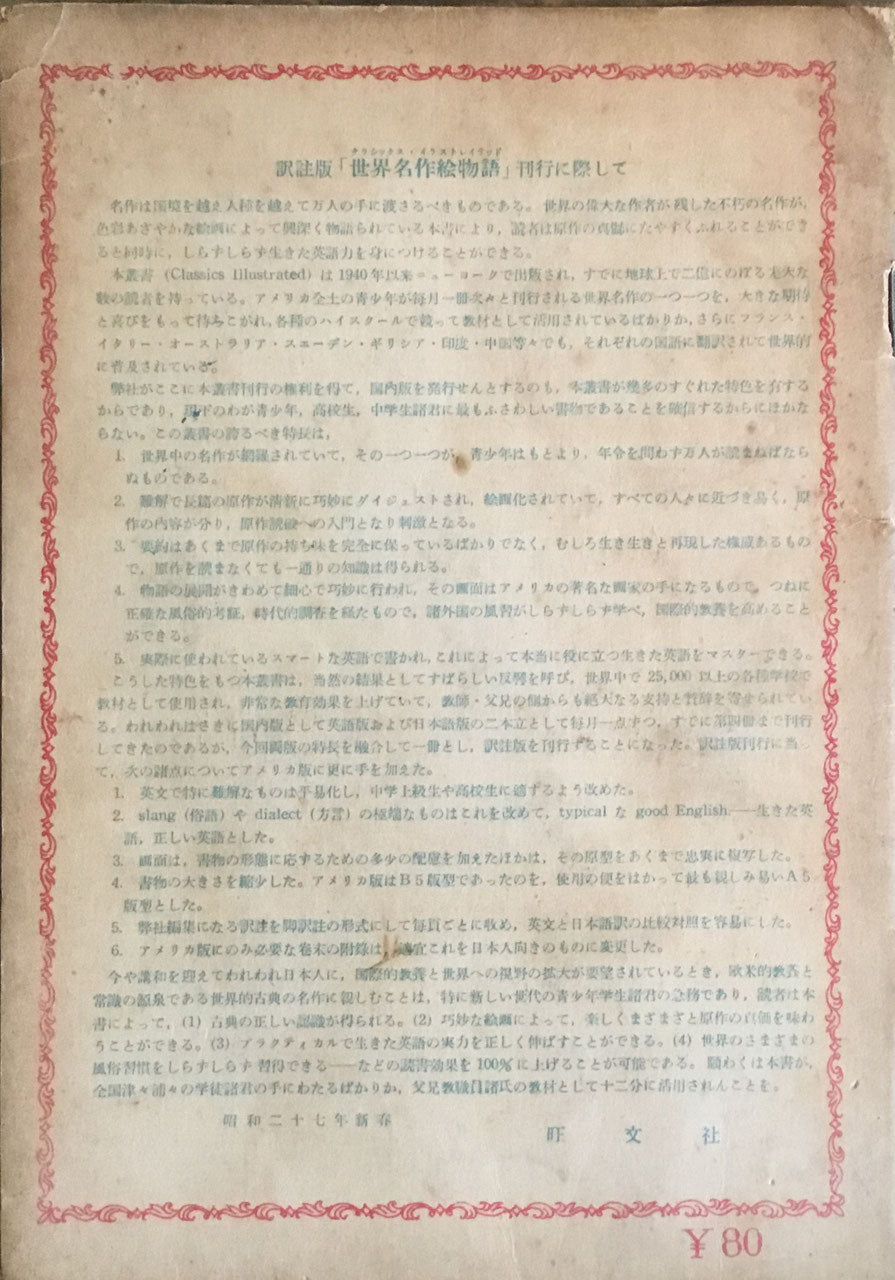 クラシックス・イラストレイテッド
訳註版「世界名作絵物語」刊行に際して
名作は国境を越え人種を越えて万人の手に渡さるべきものである。世界の偉大な作者が残した不朽の名作が,
色彩あざやかな絵画によって興深く物語られている本書により,読者は原作の真髄にたやすくふれることができ
ると同時に,しらずしらず生きた英語力を身につけることができる。
本叢書 (Classics Illustrated) は1940年以来ニューヨークで出版され,すでに地球上で二億にのぼる尨大な
数の読者を持っている。アメリカ全土の青少年が毎月一冊次々と刊行される世界名作の一つ一つを,大きな期待
と喜びをもって待ちこがれ,各種のハイスクールで競って教材として活用されているばかりか,さらにフランス・
イタリー・オーストラリア・スエーデン・ギリシア・印度・中国等々でも,それぞれの国語に翻訳されて世界的
に普及されている。
弊社がここに本叢書刊行の権利を得て,国内版を発行せんとするのも,本叢書が幾多のすぐれた特色を有する
からであり,現下のわが青少年,高校生,中学生諸君に最もふさわしい書物であることを確信するからにほかな
らない。この叢書の誇るべき特長は,
1. 世界中の名作が網羅されていて,その一つ一つが,青少年はもとより,年令を問わず万人が読まねばなら
ぬものである。
2. 難解で長篇の原作が清新に巧妙にダイジェストされ,絵画化されていて,すべての人々に近づき易く,原
作の内容が分り,原作読破への入門となり刺激となる。
3. 要約はあくまで原作の持ち味を完全に保っているばかりでなく,むしろ生き生きと再現した権威あるもの
で,原作を読まなくても一通りの知識は得られる。
4. 物語の展開がきわめて細心で巧妙に行われ,その画面はアメリカの著名な画家の手になるもので,つねに
正確な風俗的考証,時代的調査を経たもので,諸外国の風習がしらずしらず学べ,国際的教養を高めること
ができる。
5. 実際に使われているスマートな英語で書かれ,これによって本当に役に立つ生きた英語をマスターできる。
こうした特色をもつ本叢書は,当然の結果としてすばらしい反響を呼び,世界中で25,000以上の各種学校で
教材として使用され,非常な教育効果を上げていて,教師・父兄の側からも絶大なる支持と賛辞を寄せられてい
る。われわれはさきに国内版として英語版および日本語版の二本立として毎月一点ずつ,すでに第四冊まで刊行
してきたのであるが,今回両版の特長を融合して一冊とし,訳註版を刊行することになった。訳註版刊行に当っ
て,次の諸点についてアメリカ版に更に手を加えた。
1. 英文で特に難解なものは平易化し,中学上級生や高校生に適するよう改めた。
2. slang (俗語) や dialect (方言) の極端なものはこれを改めて,typical な good English.——生きた英
語,正しい英語とした。
3. 画面は,書物の形態に応ずるための多少の配慮を加えたほかは,その原型をあくまで忠実に複写した。
4. 書物の大きさを縮少した。アメリカ版はB5版型であったのを,使用の便をはかって最も親しみ易いA5
版型とした。
5. 弊社編集になる訳註を脚訳註の形式にして毎頁ごとに収め,英文と日本語訳の比較対照を容易にした。
6. アメリカ版にのみ必要な巻末の附録は,適宜これを日本人向きのものに変更した。
今や講和を迎えてわれわれ日本人に,国際的教養と世界への視野の拡大が要望されているとき,欧米的教養と
常識の源泉である世界的古典の名作に親しむことは,特に新しい世代の青少年学生諸君の急務であり,読者は本
書によって,(1) 古典の正しい認識が得られる。(2) 巧妙な絵画によって,楽しくまざまざと原作の真価を味わ
うことができる。(3) プラクティカルで生きた英語の実力を正しく伸ばすことができる。(4) 世界のさまざまの
風俗習慣をしらずしらず習得できる——などの読書効果を100%に上げることが可能である。願わくは本書が,
全国津々浦々の学徒諸君の手にわたるばかりか,父兄教職員諸氏の教材として十二分に活用されんことを。
昭和二十七年新春
旺文社
¥80